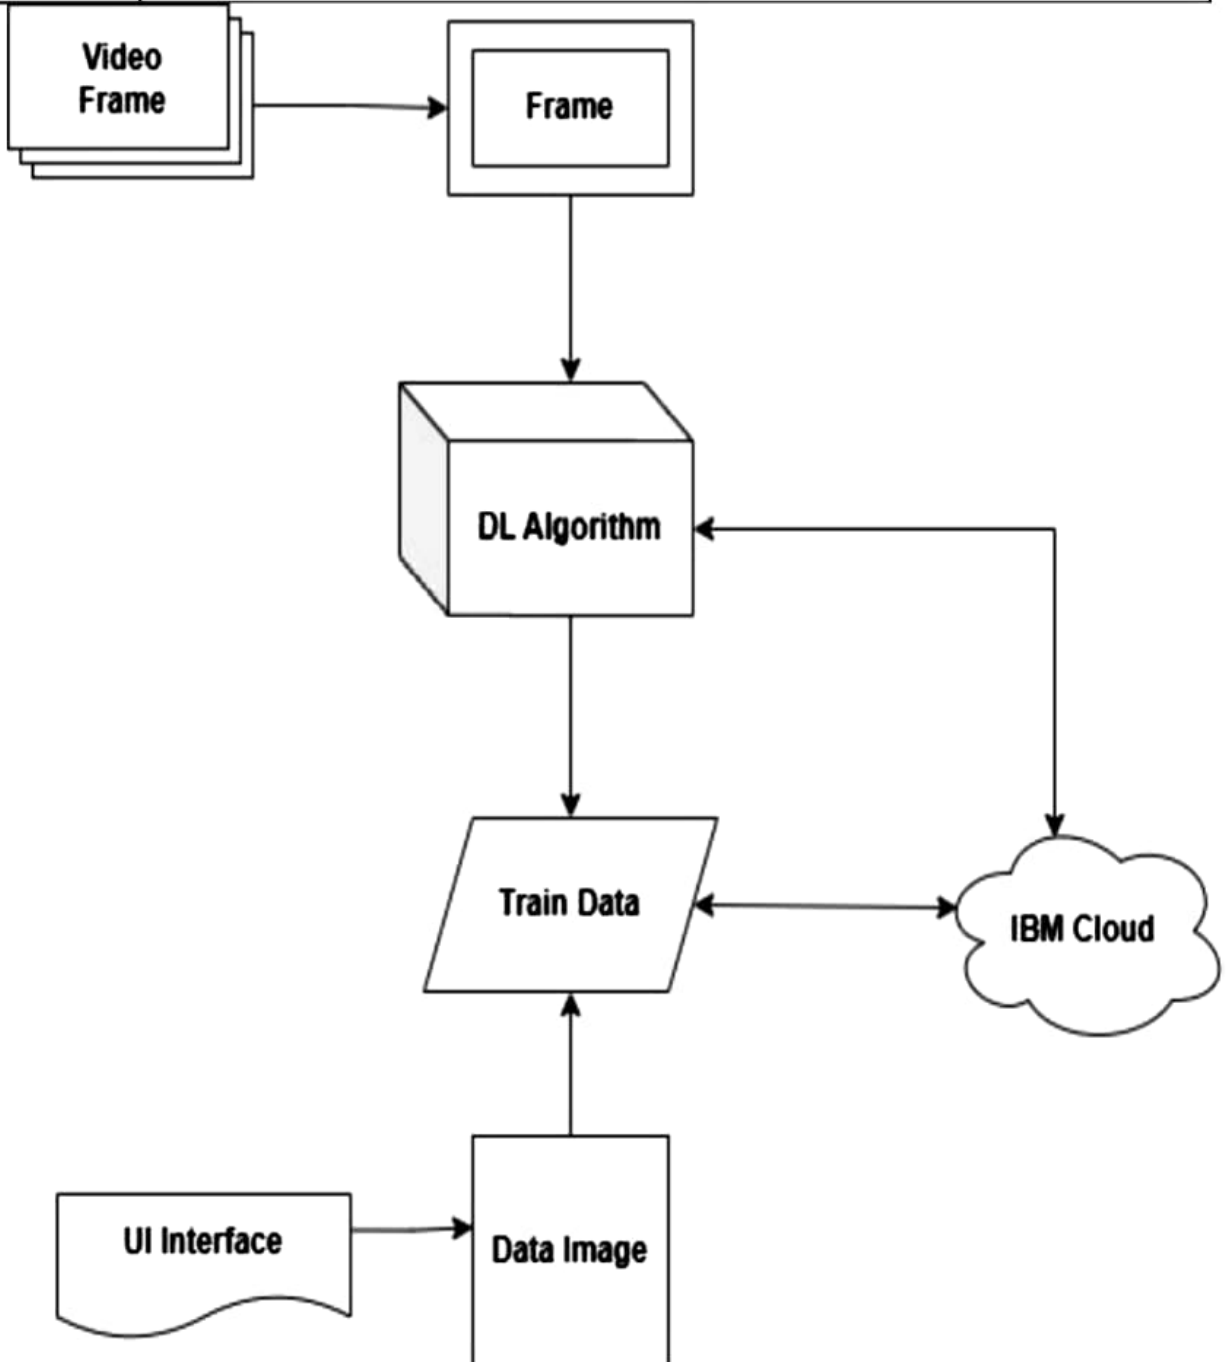 Video
Frame
Frame
DL Algorithm
Train Data
IBM Cloud
UI Interface
Data Image